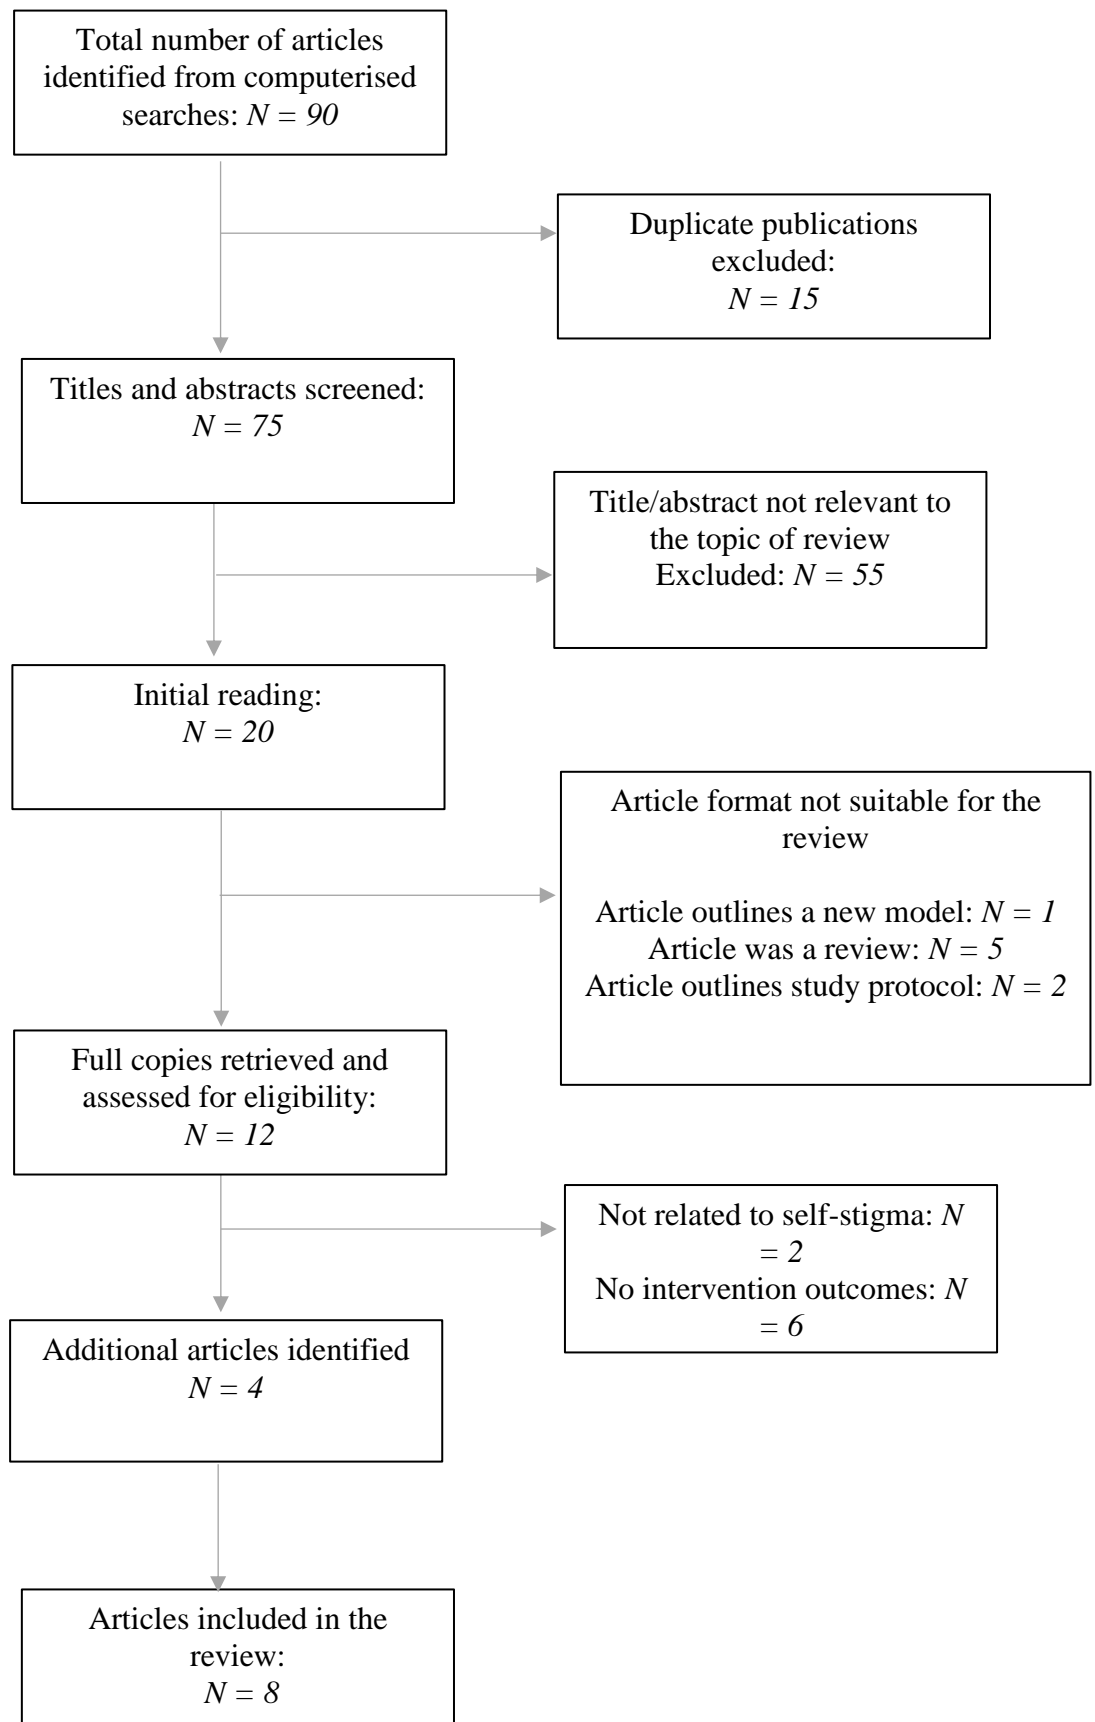 Total number of articles
identified from computerised
searches: N = 90
Duplicate publications
excluded:
N = 15
Titles and abstracts screened:
N = 75
Title/abstract not relevant to
the topic of review
Excluded: N = 55
Initial reading:
N = 20
Article format not suitable for the
review
Article outlines a new model: N = 1
Article was a review: N = 5
Article outlines study protocol: N = 2
Full copies retrieved and
assessed for eligibility:
N = 12
Not related to self-stigma: N
= 2
No intervention outcomes: N
= 6
Additional articles identified
N = 4
Articles included in the
review:
N = 8